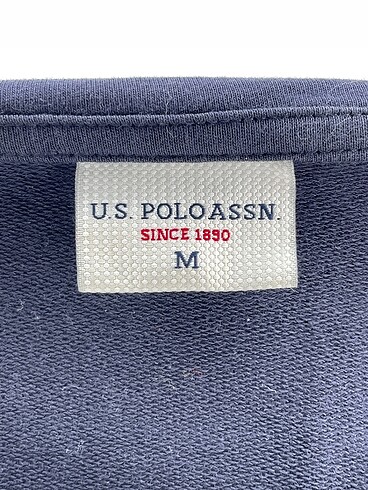 U.S. POLO ASSN.
SINCE 1890
M